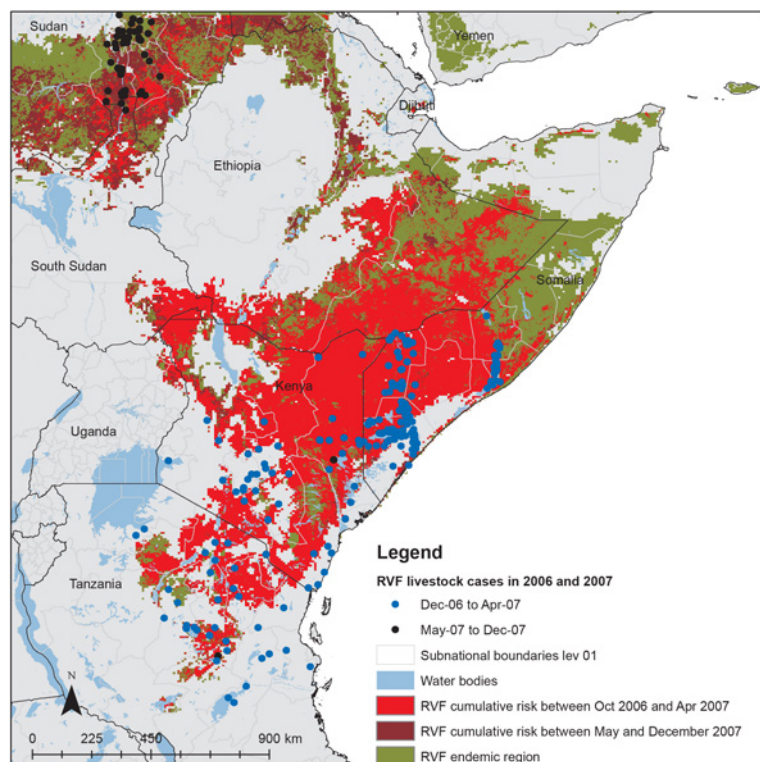 Sudan
Yemen
Djibuti
Ethiopia
South Sudan
Somalia
Kenya
Uganda
Tanzania
Legend
RVF livestock cases in 2006 and 2007
Dec-06 to Apr-07
May-07 to Dec-07
Subnational boundaries lev 01
Water bodies
RVF cumulative risk between Oct 2006 and Apr 2007
RVF cumulative risk between May and December 2007
RVF endemic region
N
0 225 450 900 km